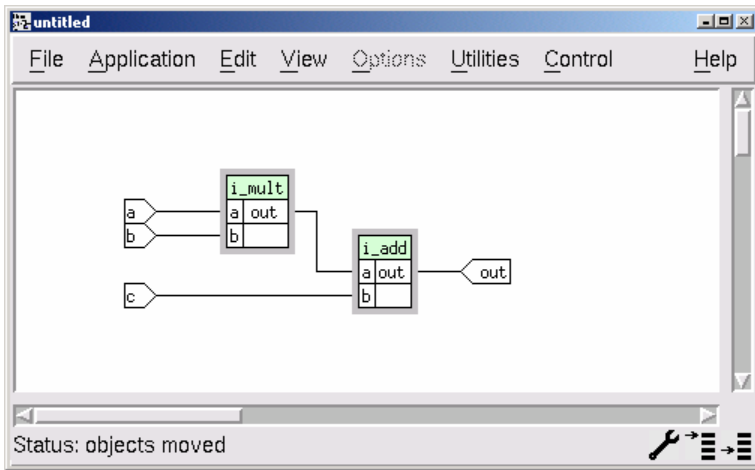 untitled
File Application Edit View Options Utilities Control Help
i_mult
a a out
b b
i_add
a out out
c b
Status: objects moved